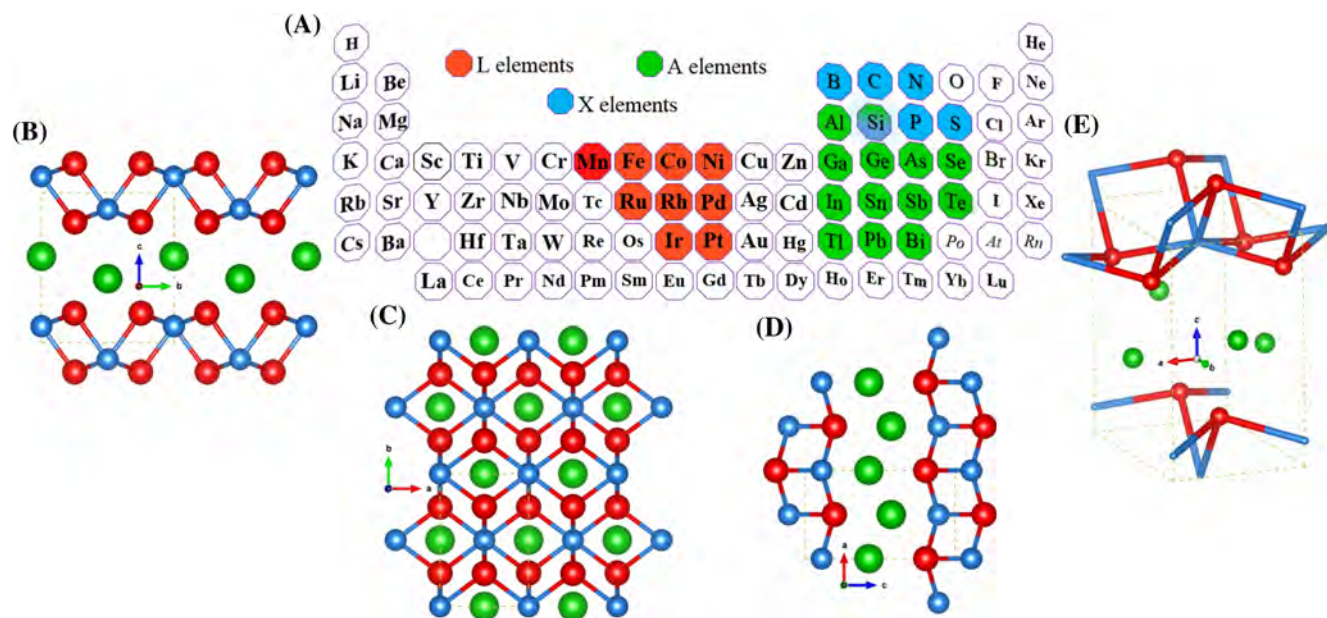 (A)
H He
L elements A elements
X elements
Li Be B C N O F Ne
Na Mg Al Si P S Cl Ar
K Ca Sc Ti V Cr Mn Fe Co Ni Cu Zn Ga Ge As Se Br Kr
Rb Sr Y Zr Nb Mo Tc Ru Rh Pd Ag Cd In Sn Sb Te I Xe
Cs Ba Hf Ta W Re Os Ir Pt Au Hg Tl Pb Bi Po At Rn
La Ce Pr Nd Pm Sm Eu Gd Tb Dy Ho Er Tm Yb Lu
(B)
c
b
(C)
b
a
(D)
a
c
(E)
c
a
b